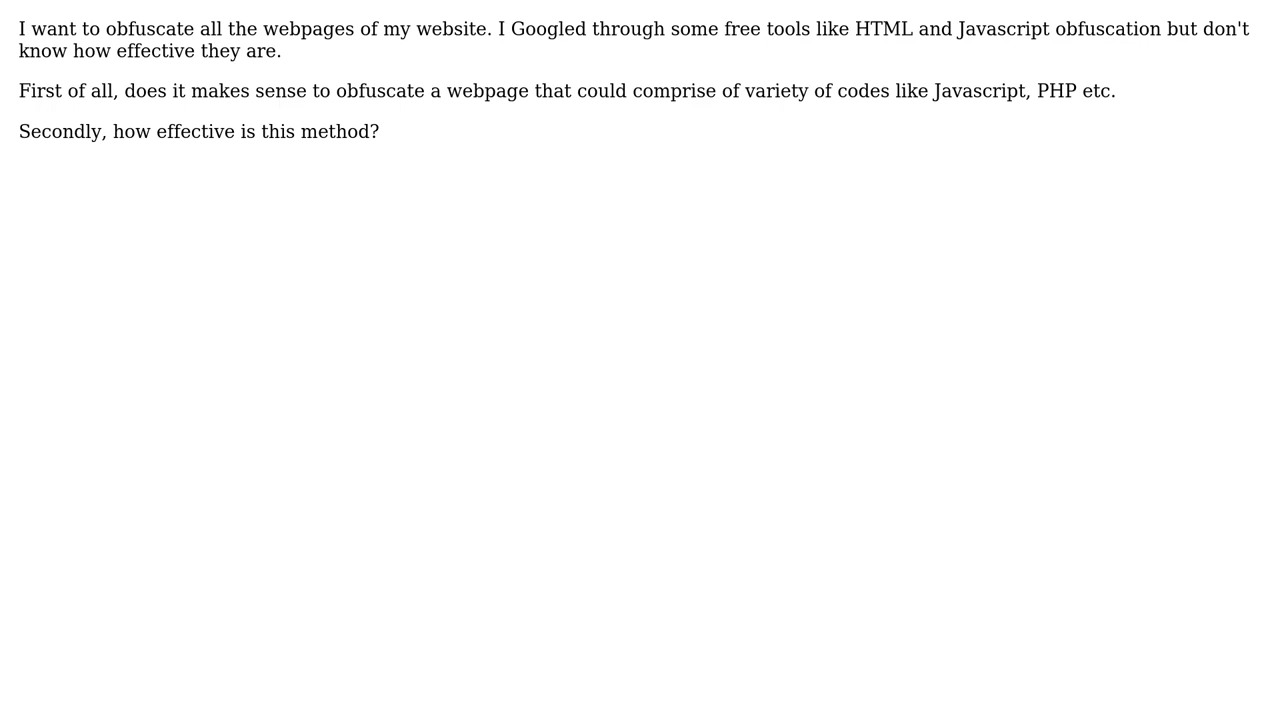 I want to obfuscate all the webpages of my website. I Googled through some free tools like HTML and Javascript obfuscation but don't
know how effective they are.
First of all, does it makes sense to obfuscate a webpage that could comprise of variety of codes like Javascript, PHP etc.
Secondly, how effective is this method?